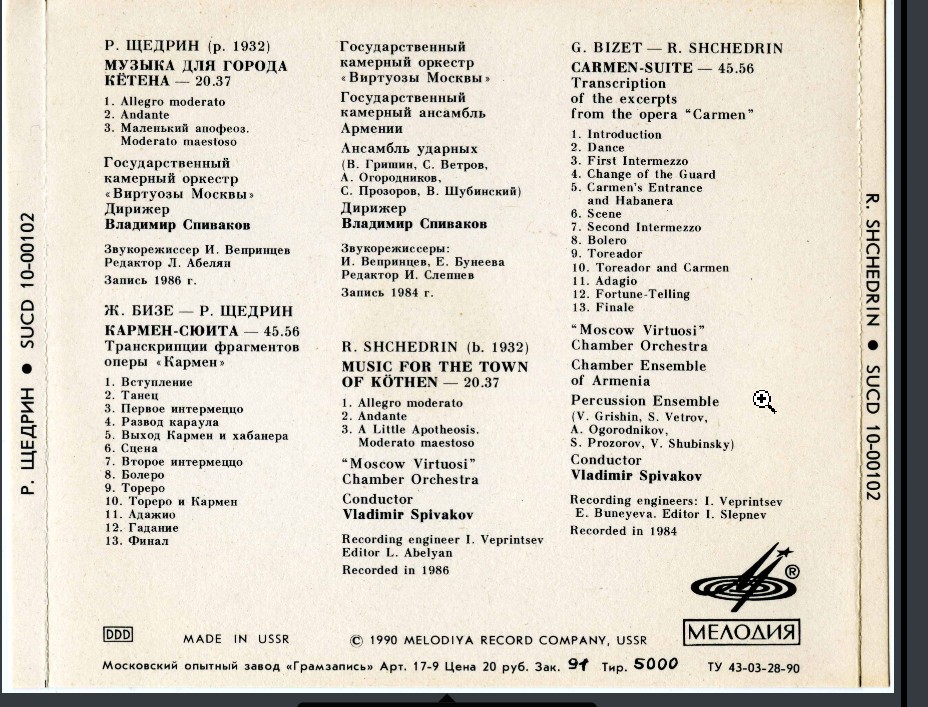 Р. ЩЕДРИН (р. 1932)
МУЗЫКА ДЛЯ ГОРОДА
КЁТЕНА — 20.37
1. Allegro moderato
2. Andante
3. Маленький апофеоз.
Moderato maestoso
Государственный
камерный оркестр
«Виртуозы Москвы»
Дирижер
Владимир Спиваков
Звукорежиссер И. Вепринцев
Редактор Л. Абелян
Запись 1986 г.
Ж. БИЗЕ — Р. ЩЕДРИН
КАРМЕН-СЮИТА — 45.56
Транскрипции фрагментов
оперы «Кармен»
1. Вступление
2. Танец
3. Первое интермеццо
4. Развод караула
5. Выход Кармен и хабанера
6. Сцена
7. Второе интермеццо
8. Болеро
9. Тореро
10. Тореро и Кармен
11. Адажио
12. Гадание
13. Финал
Государственный
камерный оркестр
«Виртуозы Москвы»
Государственный
камерный ансамбль
Армении
Ансамбль ударных
(В. Гришин, С. Ветров,
А. Огородников,
С. Прозоров, В. Шубинский)
Дирижер
Владимир Спиваков
Звукорежиссеры:
И. Вепринцев, Е. Бунеева
Редактор И. Слепнев
Запись 1984 г.
R. SHCHEDRIN (b. 1932)
MUSIC FOR THE TOWN
OF KÖTHEN — 20.37
1. Allegro moderato
2. Andante
3. A Little Apotheosis.
Moderato maestoso
“Moscow Virtuosi”
Chamber Orchestra
Conductor
Vladimir Spivakov
Recording engineer I. Veprintsev
Editor L. Abelyan
Recorded in 1986
G. BIZET — R. SHCHEDRIN
CARMEN-SUITE — 45.56
Transcription
of the excerpts
from the opera “Carmen”
1. Introduction
2. Dance
3. First Intermezzo
4. Change of the Guard
5. Carmen's Entrance
and Habanera
6. Scene
7. Second Intermezzo
8. Bolero
9. Toreador
10. Toreador and Carmen
11. Adagio
12. Fortune-Telling
13. Finale
“Moscow Virtuosi”
Chamber Orchestra
Chamber Ensemble
of Armenia
Percussion Ensemble
(V. Grishin, S. Vetrov,
A. Ogorodnikov,
S. Prozorov, V. Shubinsky)
Conductor
Vladimir Spivakov
Recording engineers: I. Veprintsev
E. Buneyeva. Editor I. Slepnev
Recorded in 1984
®
МЕЛОДИЯ
DDD
MADE IN USSR
© 1990 MELODIYA RECORD COMPANY, USSR
Московский опытный завод «Грамзапись» Арт. 17-9 Цена 20 руб. Зак. 91 Тир. 5000 ТУ 43-03-28-90
Р. ЩЕДРИН ● SUCD 10-00102
R. SHCHEDRIN ● SUCD 10-00102